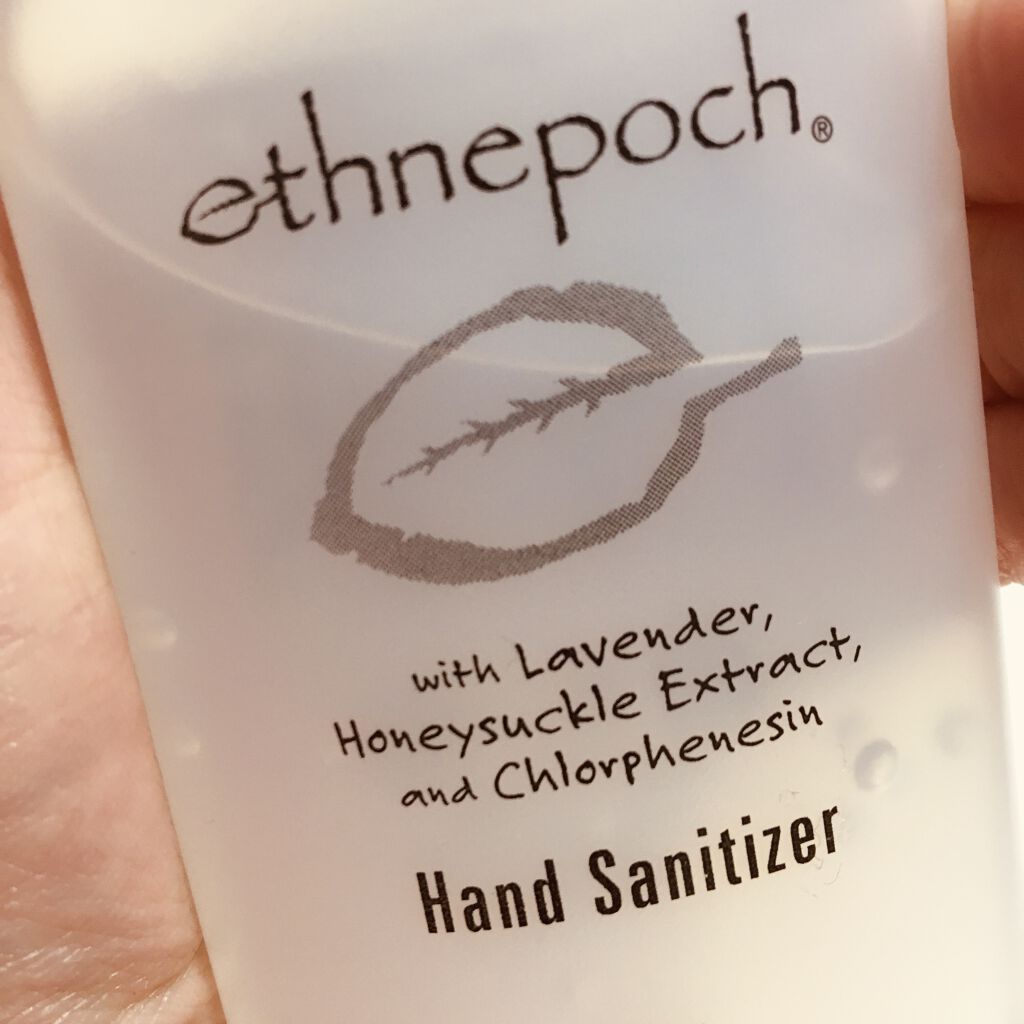 ethnepoch®
with Lavender,
Honeysuckle Extract,
and Chlorphenesin
Hand Sanitizer